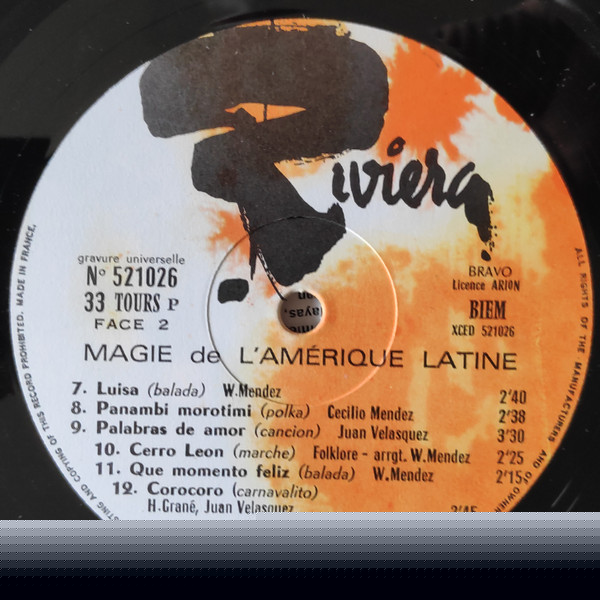 Riviera
gravure universelle
N° 521026
33 TOURS P
FACE 2
BRAVO
Licence ARION
BIEM
XCED 521026
MAGIE de L'AMÉRIQUE LATINE
7. Luisa (balada) W.Mendez 2'40
8. Panambi morotimi (polka) Cecilio Mendez 2'38
9. Palabras de amor (cancion) Juan Velasquez 3'30
10. Cerro Leon (marche) Folklore - arrgt. W.Mendez 2'25
11. Que momento feliz (balada) W.Mendez 2'15
12. Corocoro (carnavalito)
H.Grané, Juan Velasquez
AND COPYING OF THIS RECORD PROHIBITED. MADE IN FRANCE.
ALL RIGHTS OF THE MANUFACTURERS AND OF